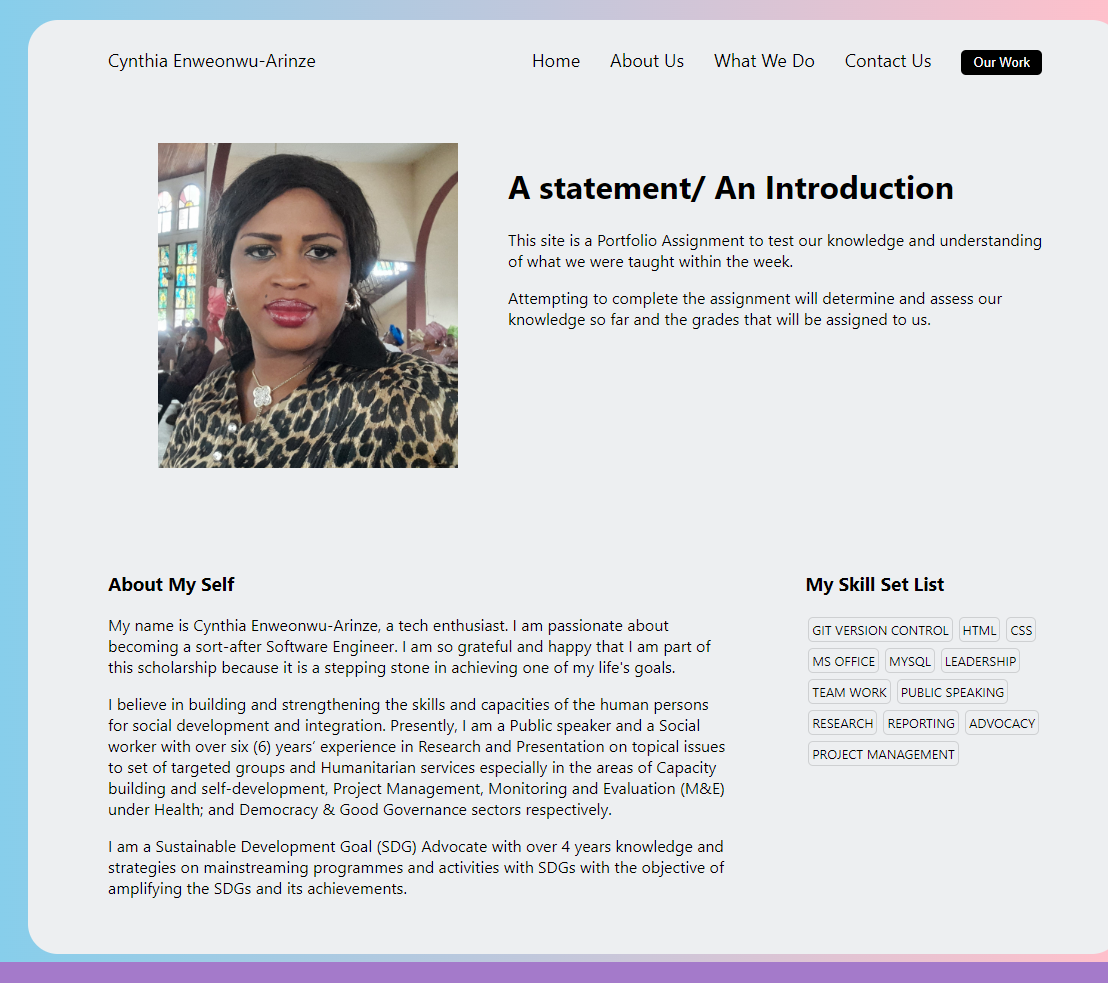 Cynthia Enweonwu-Arinze
Home
About Us
What We Do
Contact Us
Our Work
A statement/ An Introduction
This site is a Portfolio Assignment to test our knowledge and understanding
of what we were taught within the week.
Attempting to complete the assignment will determine and assess our
knowledge so far and the grades that will be assigned to us.
About My Self
My name is Cynthia Enweonwu-Arinze, a tech enthusiast. I am passionate about
becoming a sort-after Software Engineer. I am so grateful and happy that I am part of
this scholarship because it is a stepping stone in achieving one of my life's goals.
I believe in building and strengthening the skills and capacities of the human persons
for social development and integration. Presently, I am a Public speaker and a Social
worker with over six (6) years’ experience in Research and Presentation on topical issues
to set of targeted groups and Humanitarian services especially in the areas of Capacity
building and self-development, Project Management, Monitoring and Evaluation (M&E)
under Health; and Democracy & Good Governance sectors respectively.
I am a Sustainable Development Goal (SDG) Advocate with over 4 years knowledge and
strategies on mainstreaming programmes and activities with SDGs with the objective of
amplifying the SDGs and its achievements.
My Skill Set List
GIT VERSION CONTROL HTML CSS
MS OFFICE MYSQL LEADERSHIP
TEAM WORK PUBLIC SPEAKING
RESEARCH REPORTING ADVOCACY
PROJECT MANAGEMENT